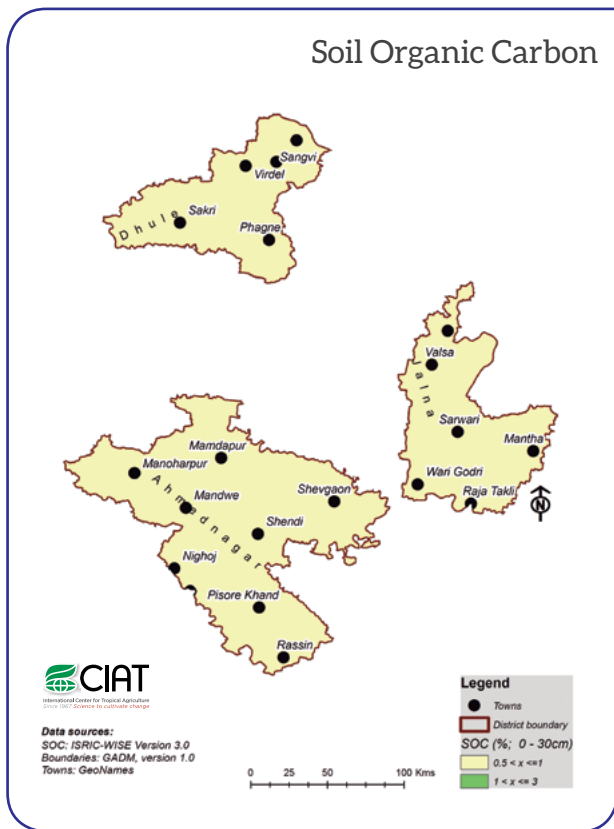 Soil Organic Carbon
Sangvi
Virdel
Dhule
Sakri
Phagne
Valsa
Jalna
Sarwari
Mantha
Wari Godri
Raja Takli
N
Mamdapur
Manoharpur
Ahmadnagar
Mandwe
Shevgaon
Shendi
Nighoj
Pisore Khand
Rassin
CIAT
International Center for Tropical Agriculture
Since 1967 Science to cultivate change
Data sources:
SOC: ISRIC-WISE Version 3.0
Boundaries: GADM, version 1.0
Towns: GeoNames
0 25 50 100 Kms
Legend
Towns
District boundary
SOC (%; 0 - 30cm)
0.5 < x <=1
1 < x <= 3